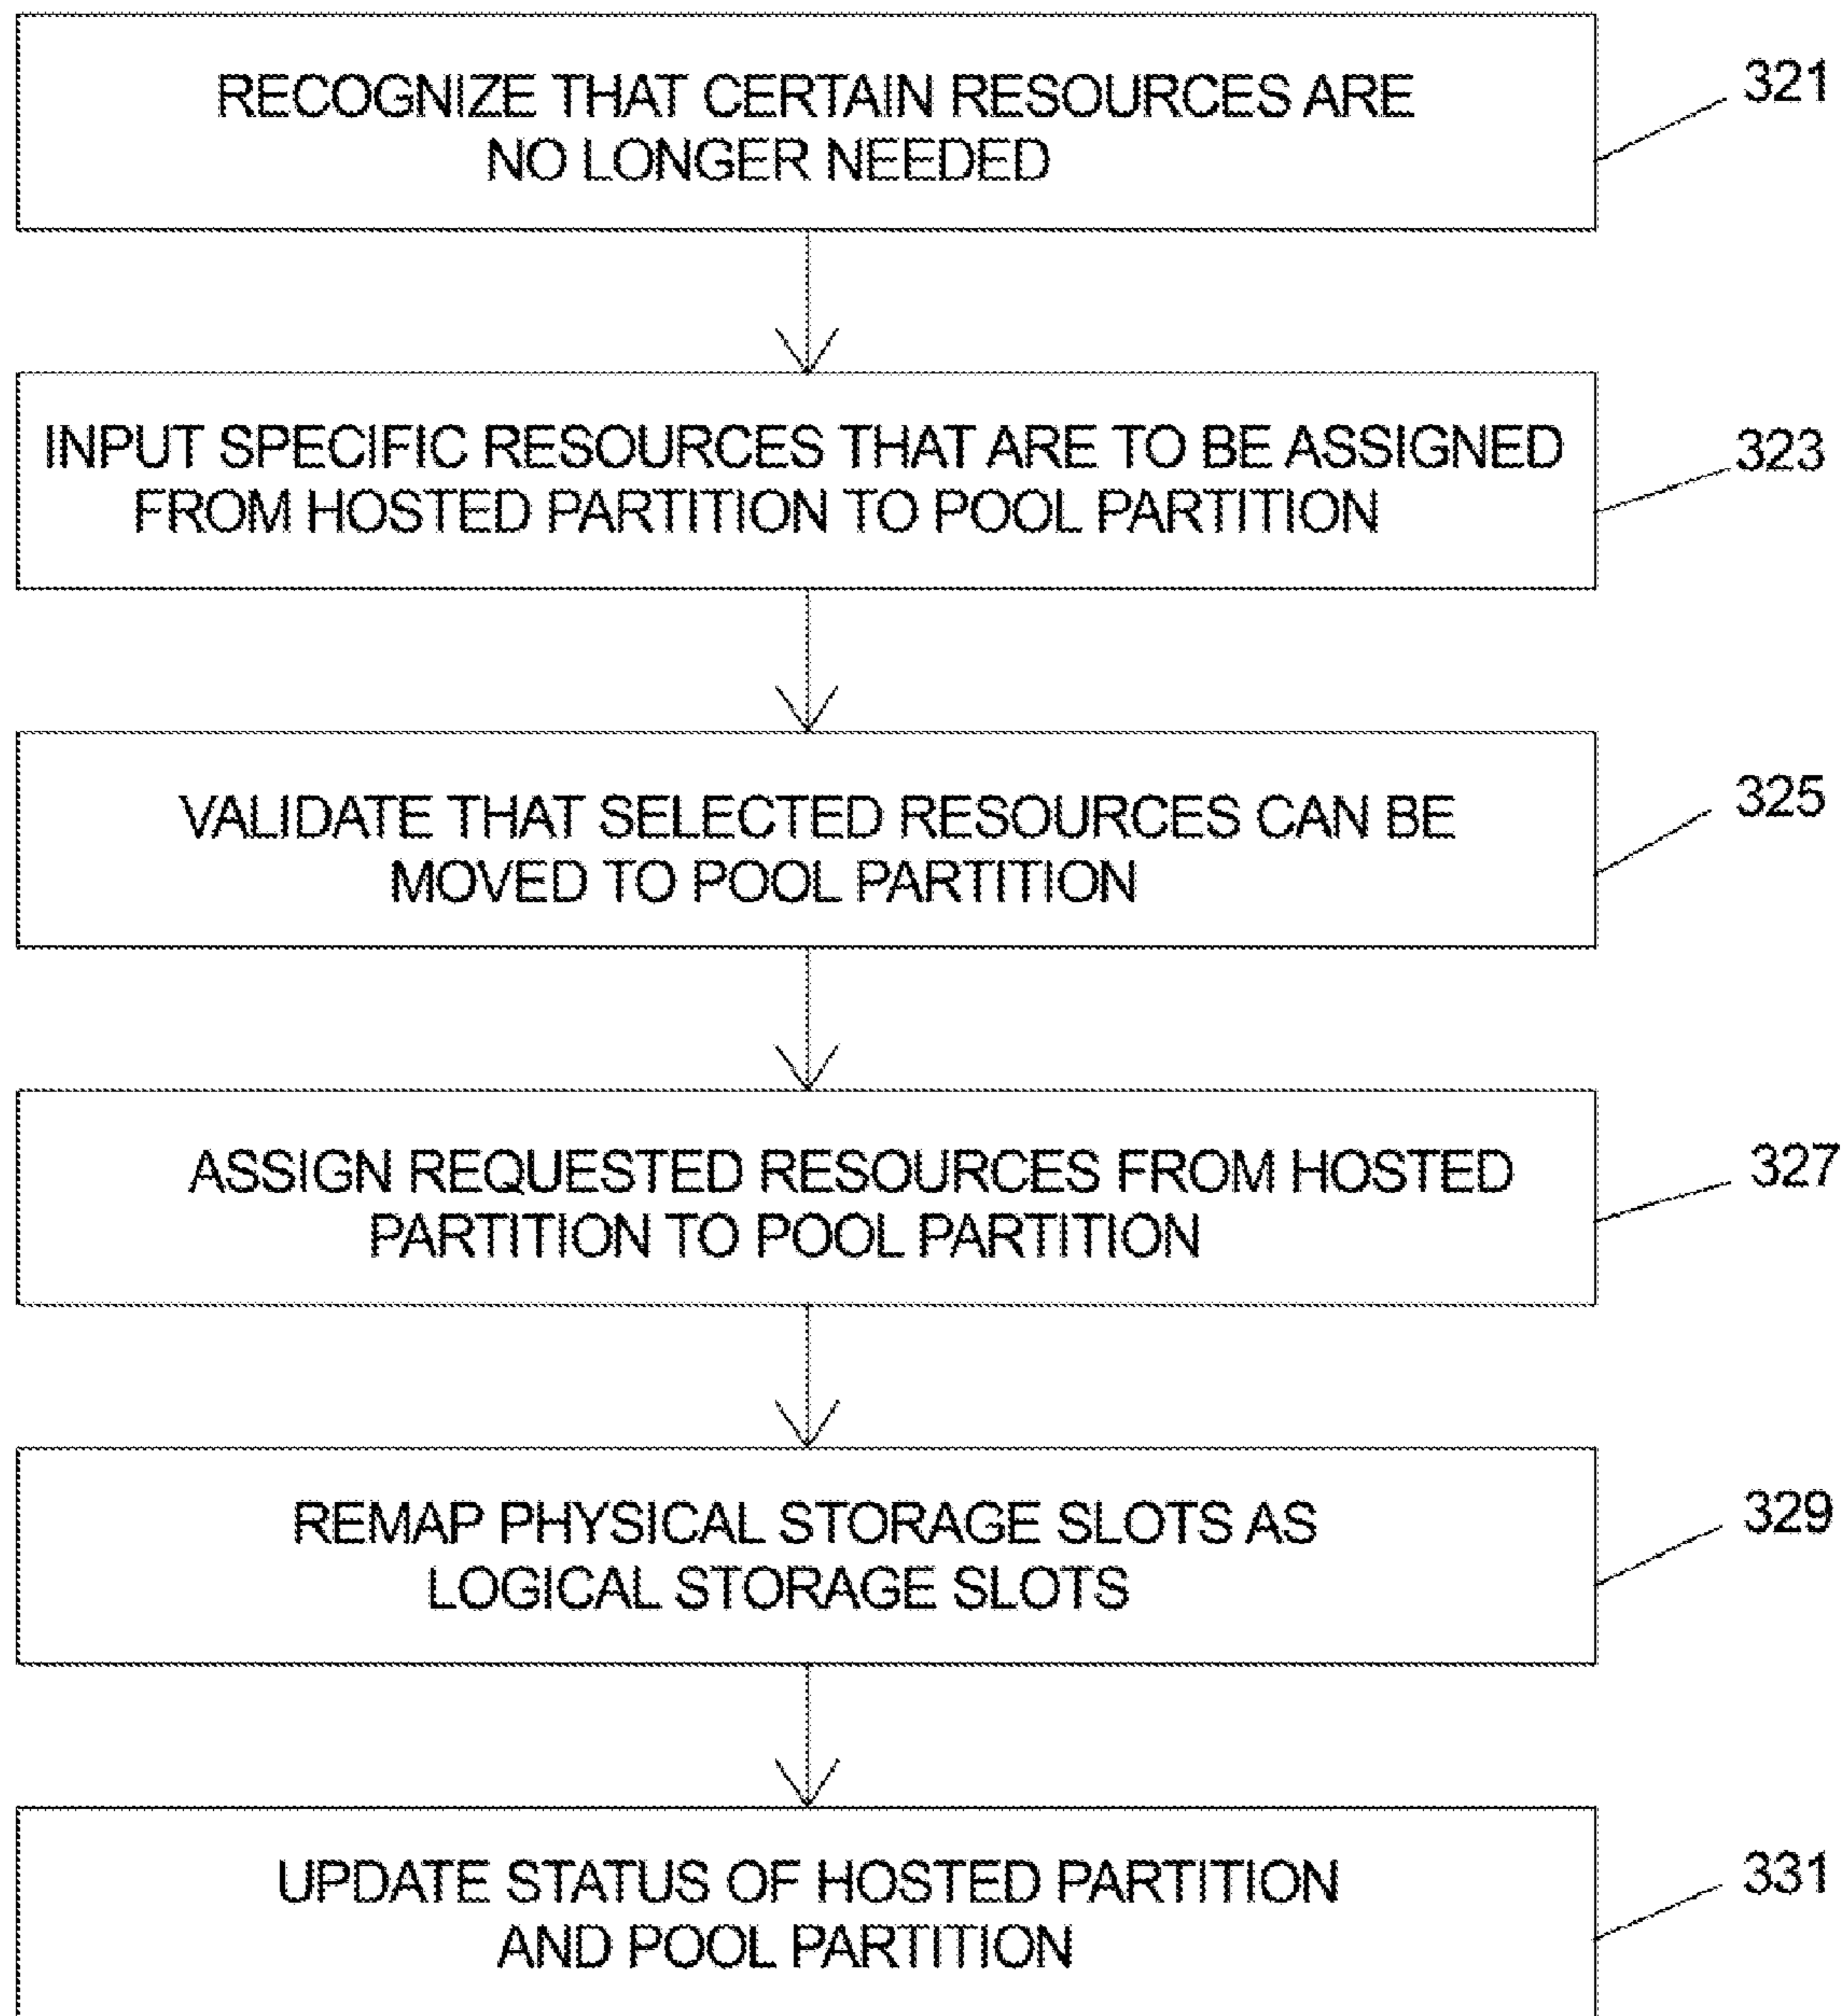 RECOGNIZE THAT CERTAIN RESOURCES ARE
NO LONGER NEEDED
321
INPUT SPECIFIC RESOURCES THAT ARE TO BE ASSIGNED
FROM HOSTED PARTITION TO POOL PARTITION
323
VALIDATE THAT SELECTED RESOURCES CAN BE
MOVED TO POOL PARTITION
325
ASSIGN REQUESTED RESOURCES FROM HOSTED
PARTITION TO POOL PARTITION
327
REMAP PHYSICAL STORAGE SLOTS AS
LOGICAL STORAGE SLOTS
329
UPDATE STATUS OF HOSTED PARTITION
AND POOL PARTITION
331